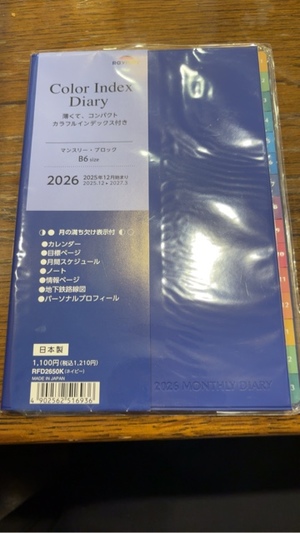 Color Index
Diary
薄くて、コンパクト
カラフルインデックス付き
マンスリー・ブロック
B6 size
2026 2025年12月始まり
2025.12▶2027.3
月の満ち欠け表示付
●カレンダー
●目標ページ
●月間スケジュール
●ノート
●情報ページ
●地下鉄路線図
●パーソナルプロフィール
日本製
1,100円(税込1,210円)
RFD2650K(ネイビー)
MADE IN JAPAN
4 902562 516936
2026 MONTHLY DIARY